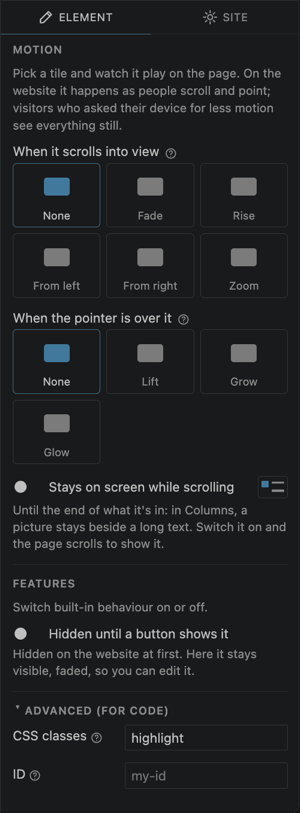 ELEMENT
SITE
MOTION
Pick a tile and watch it play on the page. On the
website it happens as people scroll and point;
visitors who asked their device for less motion
see everything still.
When it scrolls into view ?
None
Fade
Rise
From left
From right
Zoom
When the pointer is over it ?
None
Lift
Grow
Glow
Stays on screen while scrolling
Until the end of what it's in: in Columns, a
picture stays beside a long text. Switch it on and
the page scrolls to show it.
FEATURES
Switch built-in behaviour on or off.
Hidden until a button shows it
Hidden on the website at first. Here it stays
visible, faded, so you can edit it.
ADVANCED (FOR CODE)
CSS classes ? highlight
ID ? my-id